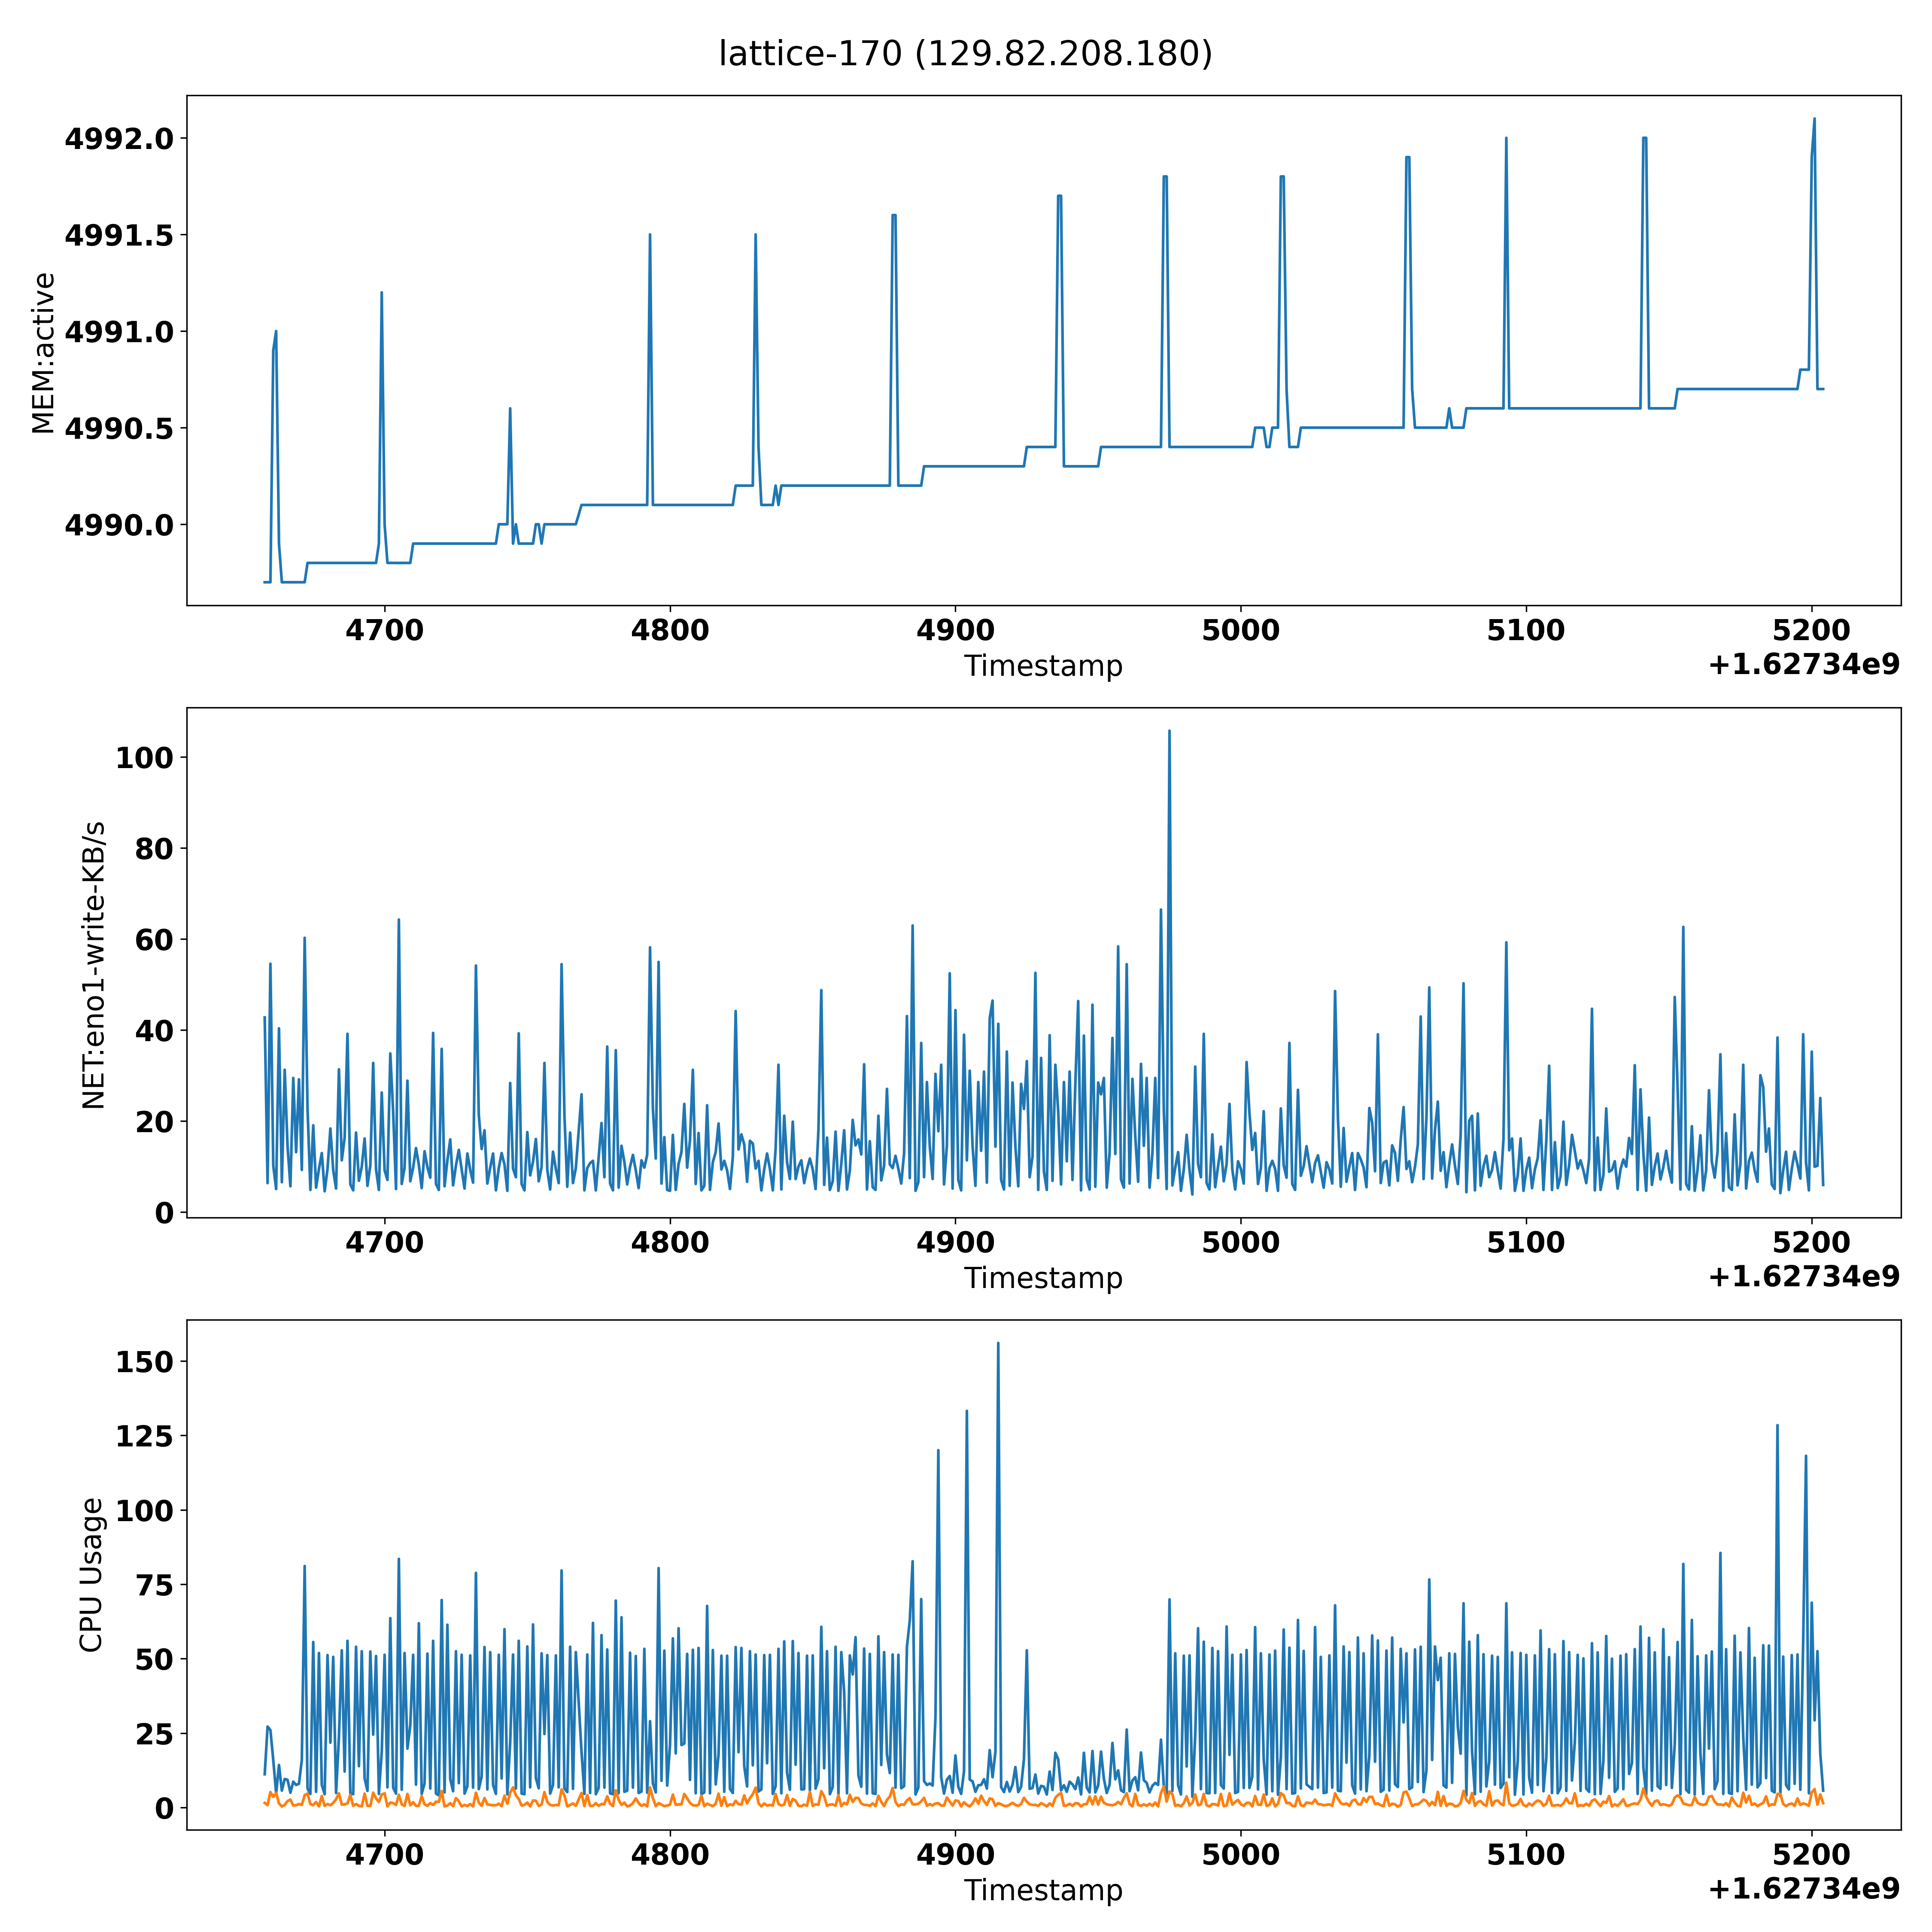 lattice-170 (129.82.208.180)
MEM:active
4992.0
4991.5
4991.0
4990.5
4990.0
4700 4800 4900 5000 5100 5200
Timestamp
+1.62734e9
NET:eno1-write-KB/s
100
80
60
40
20
0
4700 4800 4900 5000 5100 5200
Timestamp
+1.62734e9
CPU Usage
150
125
100
75
50
25
0
4700 4800 4900 5000 5100 5200
Timestamp
+1.62734e9